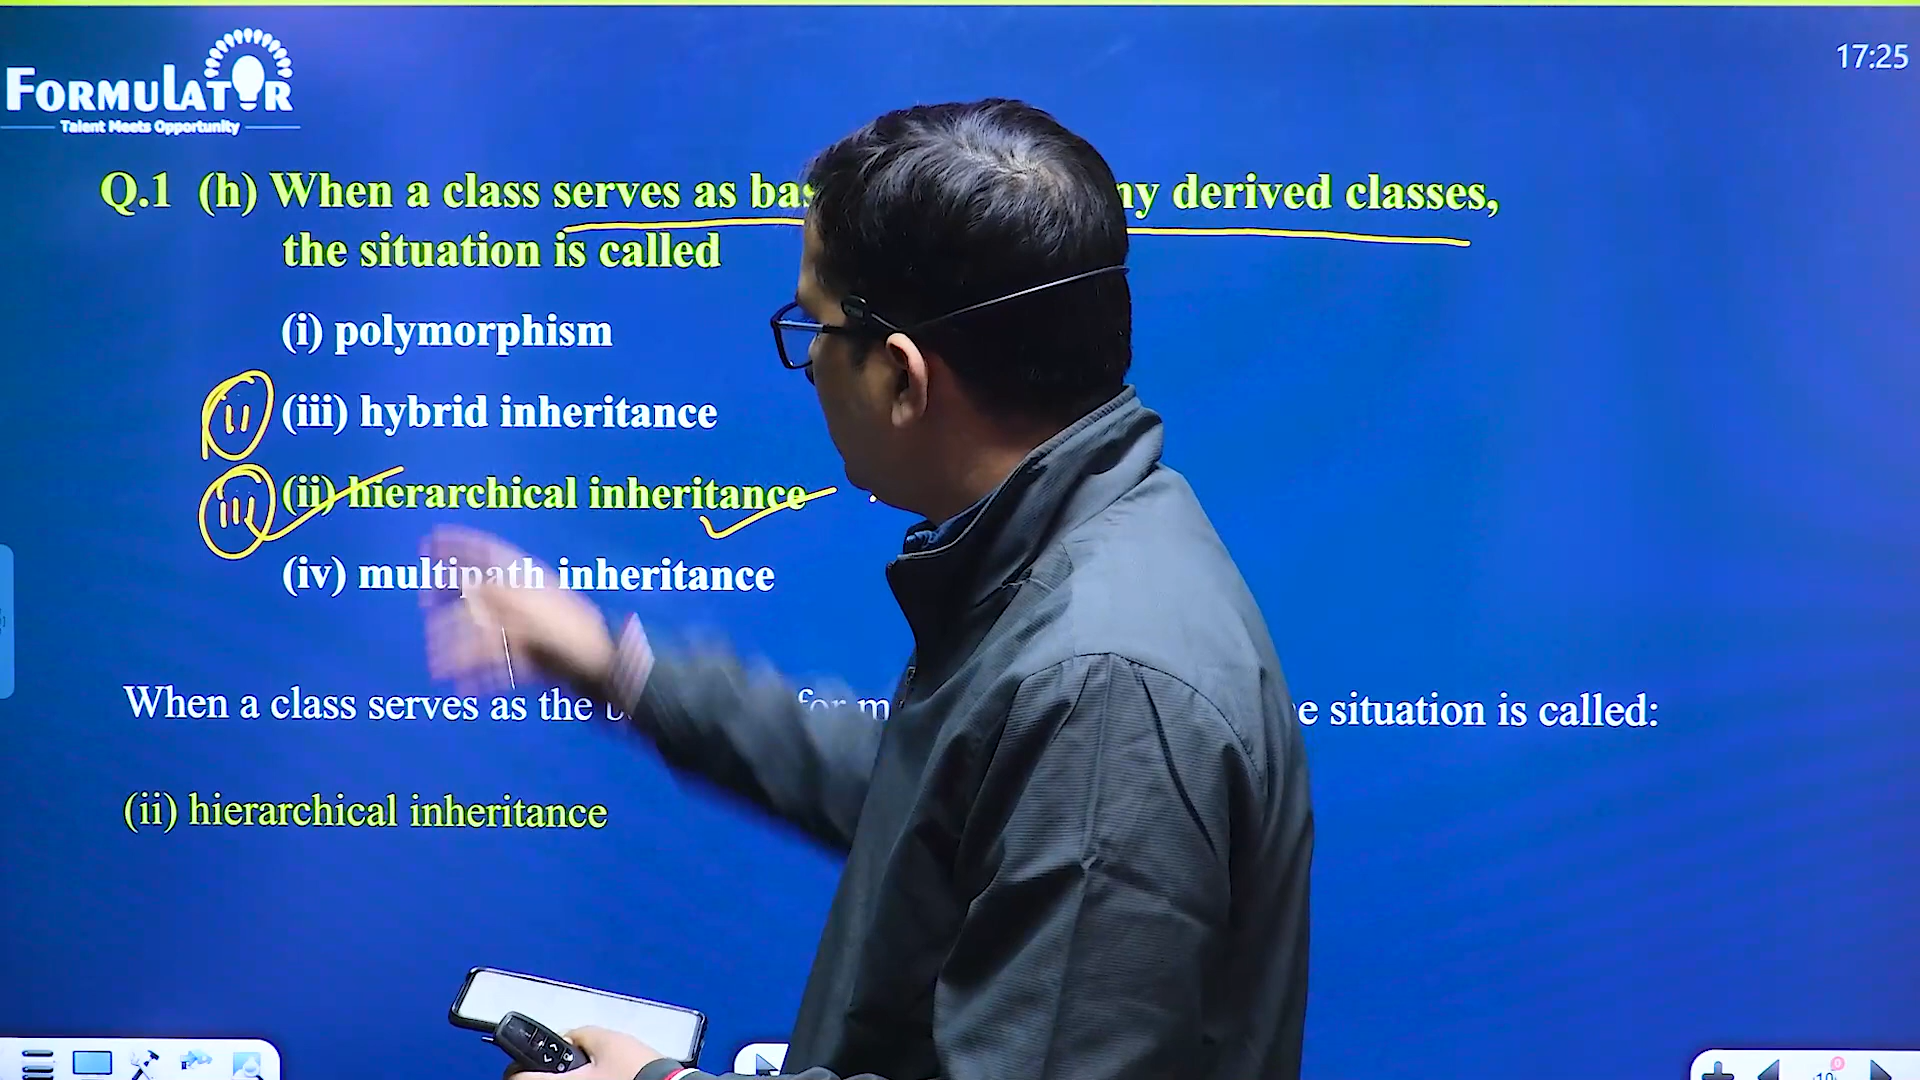 FORMULATOR
Talent Meets Opportunity
17:25
Q.1 (h) When a class serves as derived classes,
the situation is called
(i) polymorphism
ii (iii) hybrid inheritance
iii (ii) hierarchical inheritance
(iv) multipath inheritance
When a class serves as the situation is called:
(ii) hierarchical inheritance